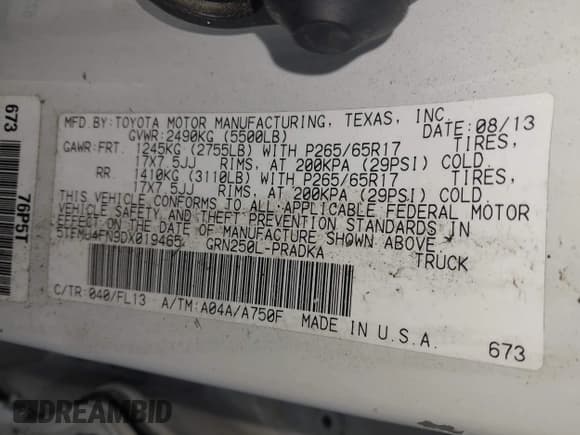 673
76P5T
MFD.BY:TOYOTA MOTOR MANUFACTURING, TEXAS, INC.
GVWR:2490KG (5500LB) DATE:08/13
GAWR:FRT. 1245KG (2755LB) WITH P265/65R17 TIRES,
17X7.5JJ RIMS, AT 200KPA (29PSI) COLD.
RR. 1410KG (3110LB) WITH P265/65R17 TIRES,
17X7.5JJ RIMS, AT 200KPA (29PSI) COLD.
THIS VEHICLE CONFORMS TO ALL APPLICABLE FEDERAL MOTOR
VEHICLE SAFETY AND THEFT PREVENTION STANDARDS IN
EFFECT ON THE DATE OF MANUFACTURE SHOWN ABOVE.
5TFMU4FN9DX019465 GRN250L-PRADKA TRUCK
C/TR:040/FL13 A/TM:A04A/A750F MADE IN U.S.A.
673
DREAMBID